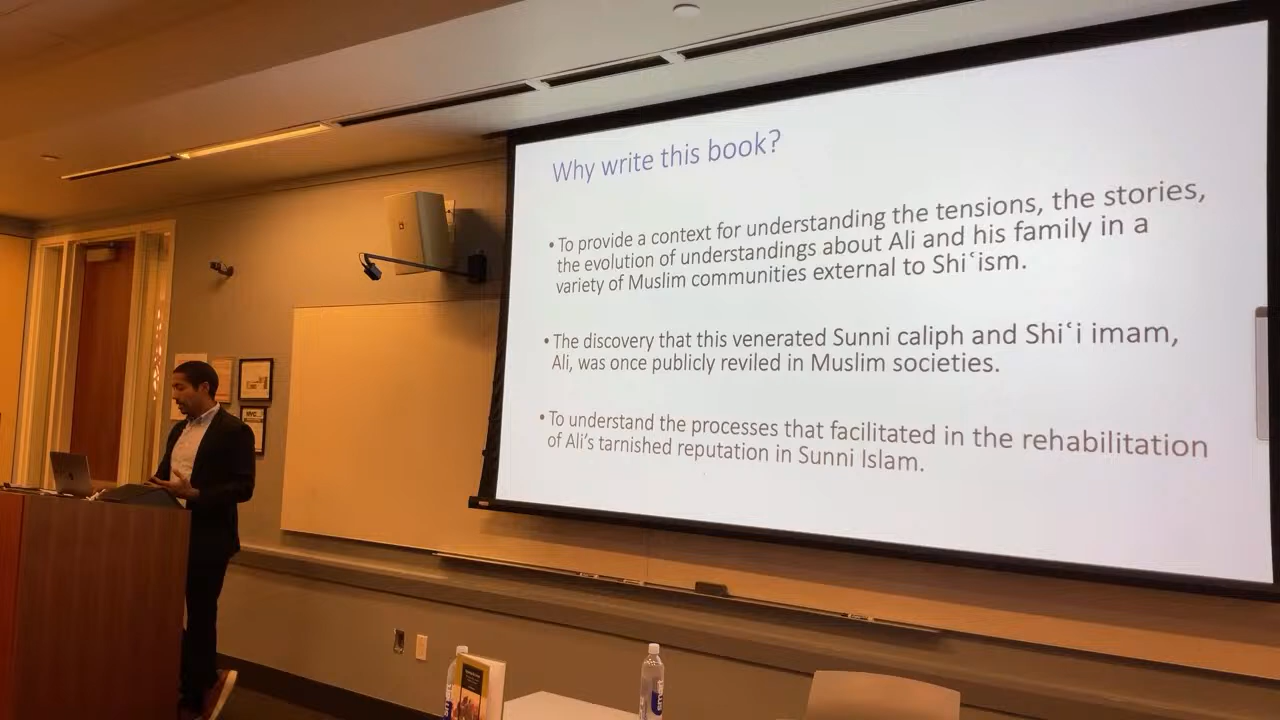 Why write this book?
• To provide a context for understanding the tensions, the stories,
the evolution of understandings about Ali and his family in a
variety of Muslim communities external to Shiʿism.
• The discovery that this venerated Sunni caliph and Shiʿi imam,
Ali, was once publicly reviled in Muslim societies.
• To understand the processes that facilitated in the rehabilitation
of Ali’s tarnished reputation in Sunni Islam.